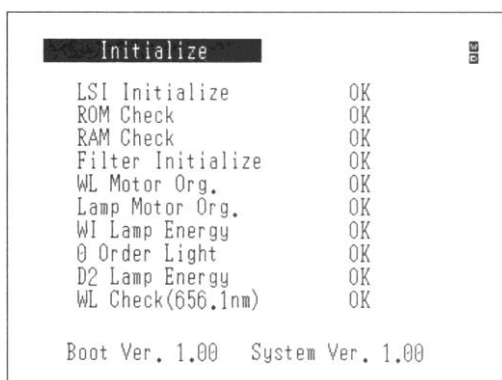 Initialize
W
D
LSI Initialize OK
ROM Check OK
RAM Check OK
Filter Initialize OK
WL Motor Org. OK
Lamp Motor Org. OK
WI Lamp Energy OK
0 Order Light OK
D2 Lamp Energy OK
WL Check(656.1nm) OK
Boot Ver. 1.00 System Ver. 1.00